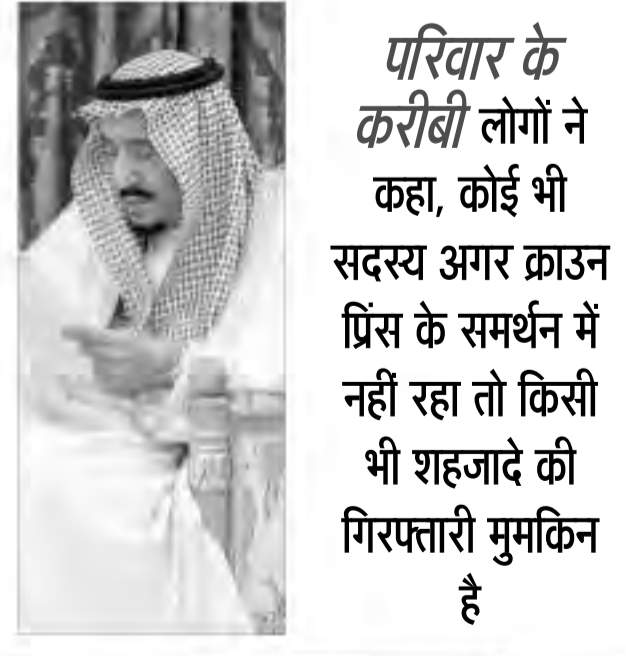 परिवार के
करीबी लोगों ने
कहा, कोई भी
सदस्य अगर क्राउन
प्रिंस के समर्थन में
नहीं रहा तो किसी
भी शहजादे की
गिरफ्तारी मुमकिन
है